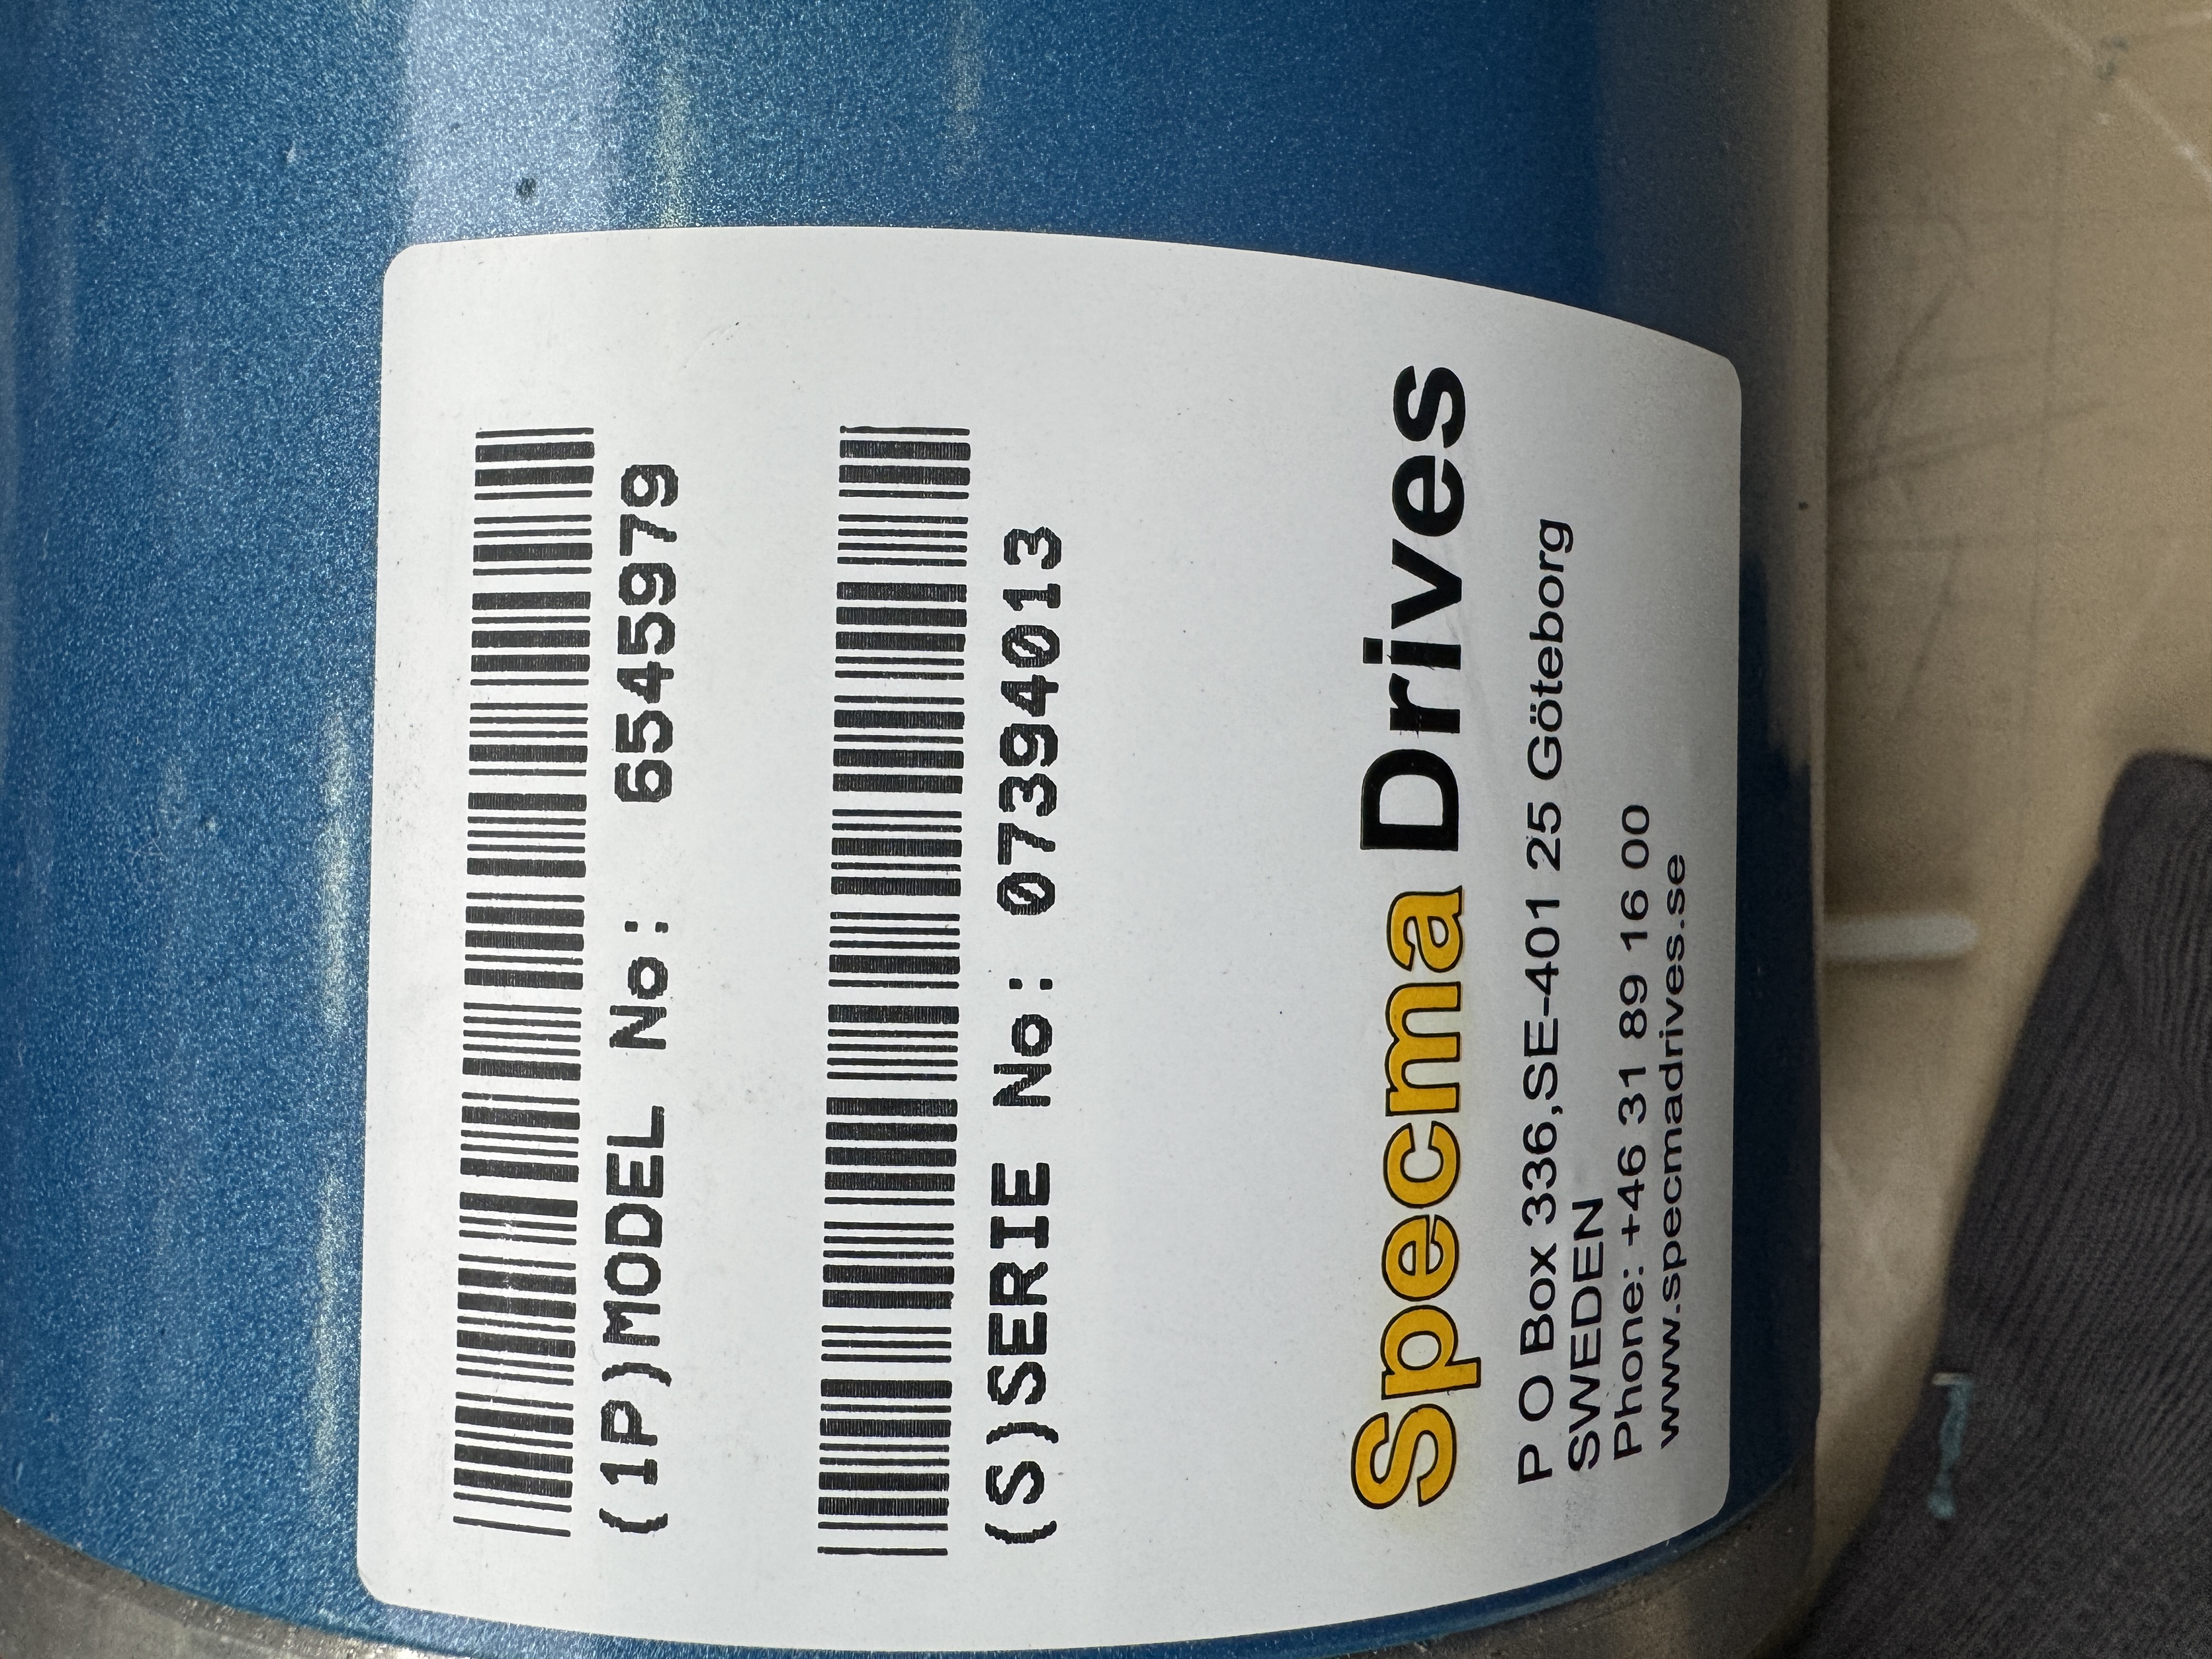 (1P)MODEL No: 6545979
(S)SERIE No: 07394013
Specma Drives
P O Box 336,SE-401 25 Göteborg
SWEDEN
Phone: +46 31 89 16 00
www.specmadrives.se